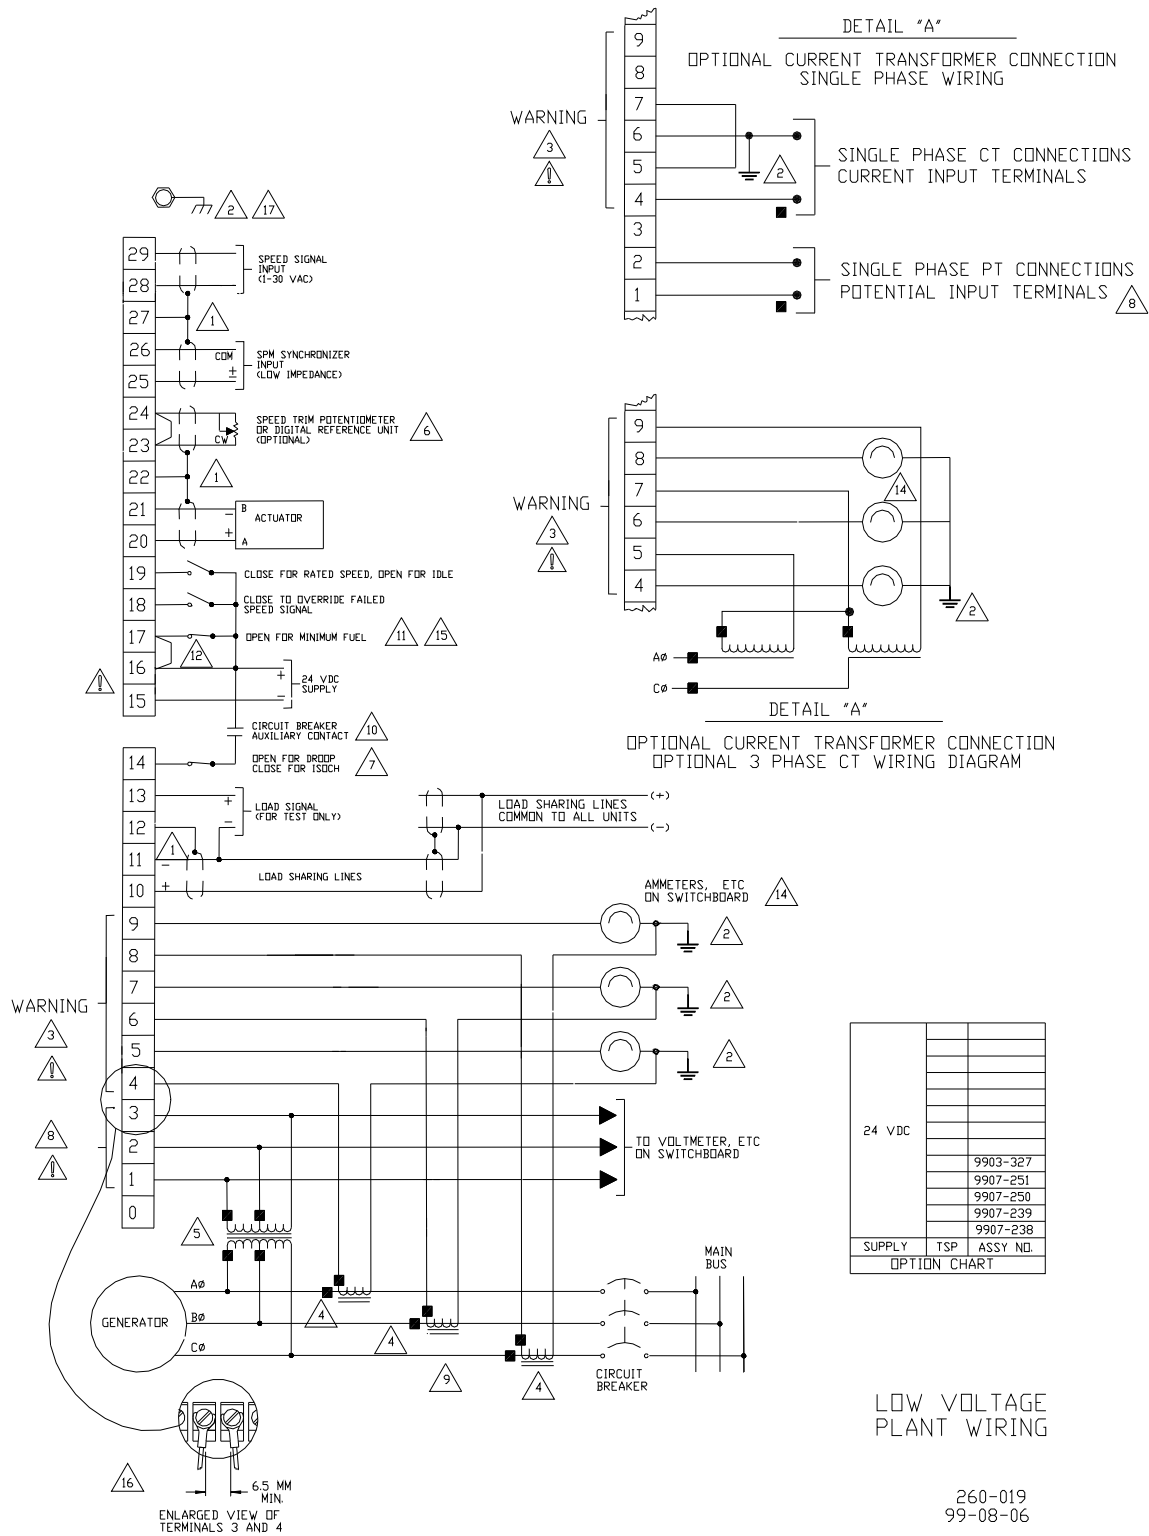 DETAIL "A"
OPTIONAL CURRENT TRANSFORMER CONNECTION
SINGLE PHASE WIRING
9
8
7
6
5
4
3
2
1
WARNING
3
!
2
SINGLE PHASE CT CONNECTIONS
CURRENT INPUT TERMINALS
SINGLE PHASE PT CONNECTIONS
POTENTIAL INPUT TERMINALS
8
2
17
29
28
27
26
25
24
23
22
21
20
19
18
17
16
15
SPEED SIGNAL
INPUT
(1-30 VAC)
1
COM
±
SPM SYNCHRONIZER
INPUT
(LOW IMPEDANCE)
CW
SPEED TRIM POTENTIOMETER
OR DIGITAL REFERENCE UNIT
(OPTIONAL)
6
1
B
−
ACTUATOR
+
A
CLOSE FOR RATED SPEED, OPEN FOR IDLE
CLOSE TO OVERRIDE FAILED
SPEED SIGNAL
OPEN FOR MINIMUM FUEL
11
15
12
!
+
−
24 VDC
SUPPLY
CIRCUIT BREAKER
AUXILIARY CONTACT
10
OPEN FOR DROOP
CLOSE FOR ISOCH
7
9
8
7
6
5
4
WARNING
3
!
14
2
AØ
CØ
DETAIL "A"
OPTIONAL CURRENT TRANSFORMER CONNECTION
OPTIONAL 3 PHASE CT WIRING DIAGRAM
14
13
12
11
10
9
8
7
6
5
4
3
2
1
0
+
−
LOAD SIGNAL
(FOR TEST ONLY)
1
−
+
LOAD SHARING LINES
LOAD SHARING LINES
COMMON TO ALL UNITS
(+)
(−)
AMMETERS, ETC
ON SWITCHBOARD
14
2
2
2
WARNING
3
!
8
!
TO VOLTMETER, ETC
ON SWITCHBOARD
5
GENERATOR
AØ
BØ
CØ
4
4
9
4
MAIN
BUS
CIRCUIT
BREAKER
24 VDC
9903-327
9907-251
9907-250
9907-239
9907-238
SUPPLY TSP ASSY NO.
OPTION CHART
16
6.5 MM
MIN.
ENLARGED VIEW OF
TERMINALS 3 AND 4
LOW VOLTAGE
PLANT WIRING
260-019
99-08-06